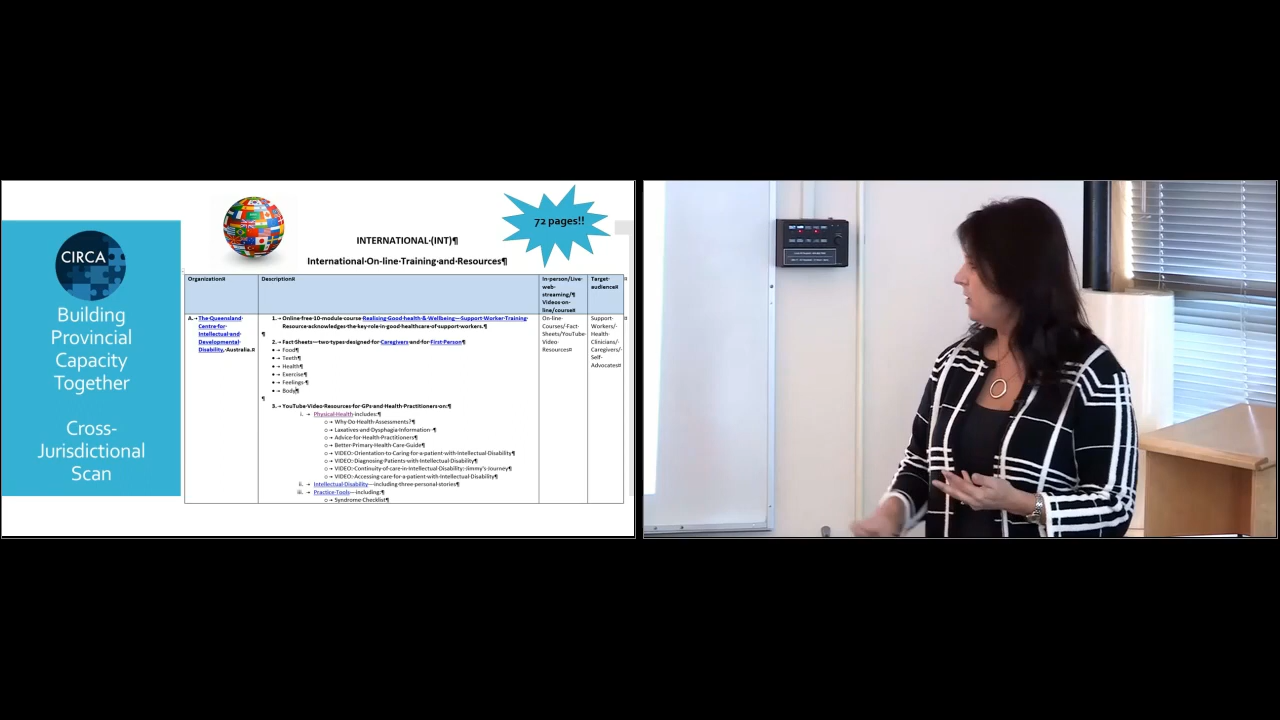 CIRCA
Building
Provincial
Capacity
Together
Cross-
Jurisdictional
Scan
72 pages!!
INTERNATIONAL·(INT)¶
International·On-line·Training·and·Resources¶
Organization¤
Description¤
In-person/Live
web-
streaming/¶
Videos·on-
line/course¤
Target·
audience¤
A.→The·Queensland·
Centre·for·
Intellectual·and·
Developmental·
Disability,·Australia.¤
1.→Online·free·10-module·course·Realising·Good·health·&·Wellbeing—Support·Worker·Training·
Resource·acknowledges·the·key·role·in·good·healthcare·of·support·workers.¶
¶
2.→Fact·Sheets—two·types·designed·for·Caregivers·and·for·First·Person¶
•→Food¶
•→Teeth¶
•→Health¶
•→Exercise¶
•→Feelings·¶
•→Body¶
¶
3.→YouTube·Video·Resources·for·GPs·and·Health·Practitioners·on:¶
i.→Physical·Health·includes:¶
o→Why·Do·Health·Assessments?¶
o→Laxatives·and·Dysphagia·Information··¶
o→Advice·for·Health·Practitioners¶
o→Better·Primary·Health·Care·Guide¶
o→VIDEO:·Orientation·to·Caring·for·a·patient·with·Intellectual·Disability¶
o→VIDEO:·Diagnosing·Patients·with·Intellectual·Disability¶
o→VIDEO:·Continuity·of·care·in·Intellectual·Disability:·Jimmy's·Journey¶
o→VIDEO:·Accessing·care·for·a·patient·with·Intellectual·Disability¶
ii.→Intellectual·Disability—including·three·personal·stories¶
iii.→Practice·Tools—including:¶
o→Syndrome·Checklist¶
On-line·
Courses/·Fact·
Sheets/YouTube·
Video·
Resources¤
Support·
Workers/·
Health·
Clinicians/·
Caregivers/·
Self-
Advocates¤